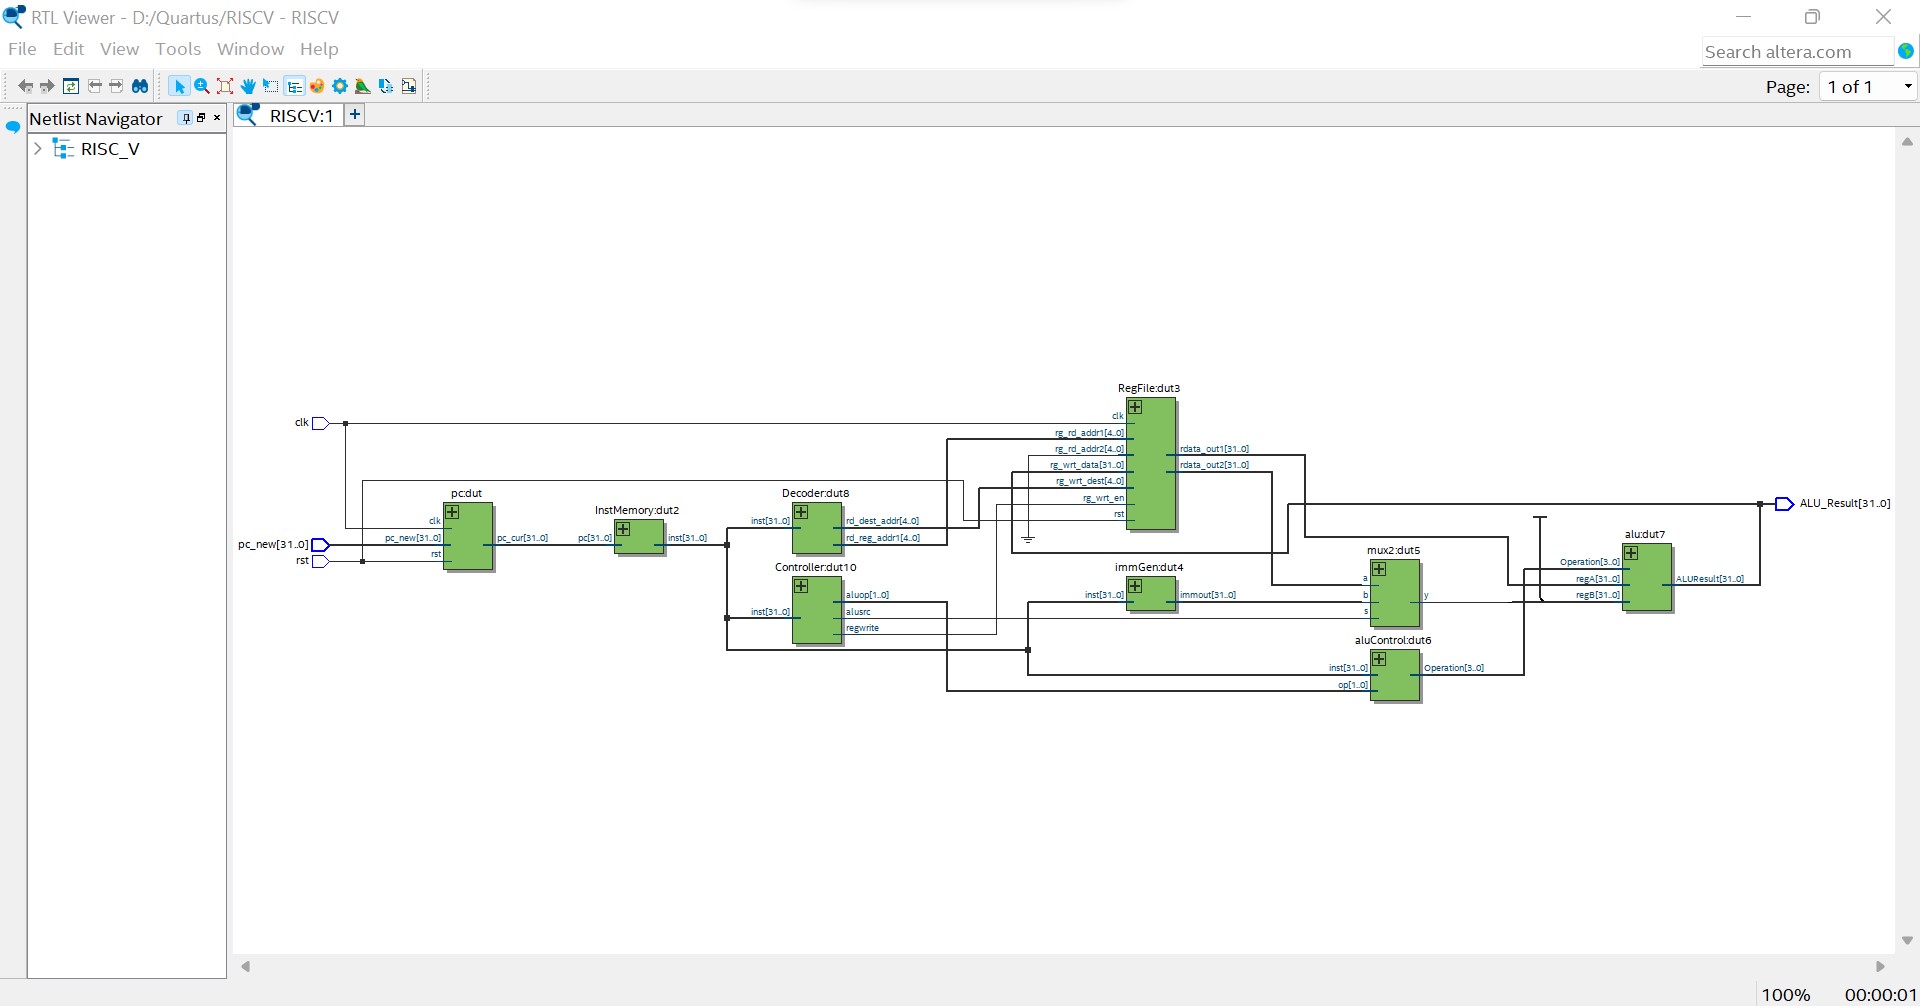 RTL Viewer - D:/Quartus/RISCV - RISCV
File Edit View Tools Window Help
Search altera.com
Page: 1 of 1
Netlist Navigator
RISCV:1
RISC_V
RegFile:dut3
clk
clk
rg_rd_addr1[4..0]
rg_rd_addr2[4..0]
rdata_out1[31..0]
rg_wrt_data[31..0]
rdata_out2[31..0]
rg_wrt_dest[4..0]
rg_wrt_en
rst
pc:dut
clk
pc_new[31..0]
pc_new[31..0]
pc_cur[31..0]
rst
rst
InstMemory:dut2
pc[31..0]
inst[31..0]
Decoder:dut8
inst[31..0]
rd_dest_addr[4..0]
rd_reg_addr1[4..0]
Controller:dut10
aluop[1..0]
inst[31..0]
alusrc
regwrite
immGen:dut4
inst[31..0]
immout[31..0]
mux2:dut5
a
b
y
s
aluControl:dut6
inst[31..0]
Operation[3..0]
op[1..0]
alu:dut7
Operation[3..0]
regA[31..0]
ALUResult[31..0]
regB[31..0]
ALU_Result[31..0]
100% 00:00:01